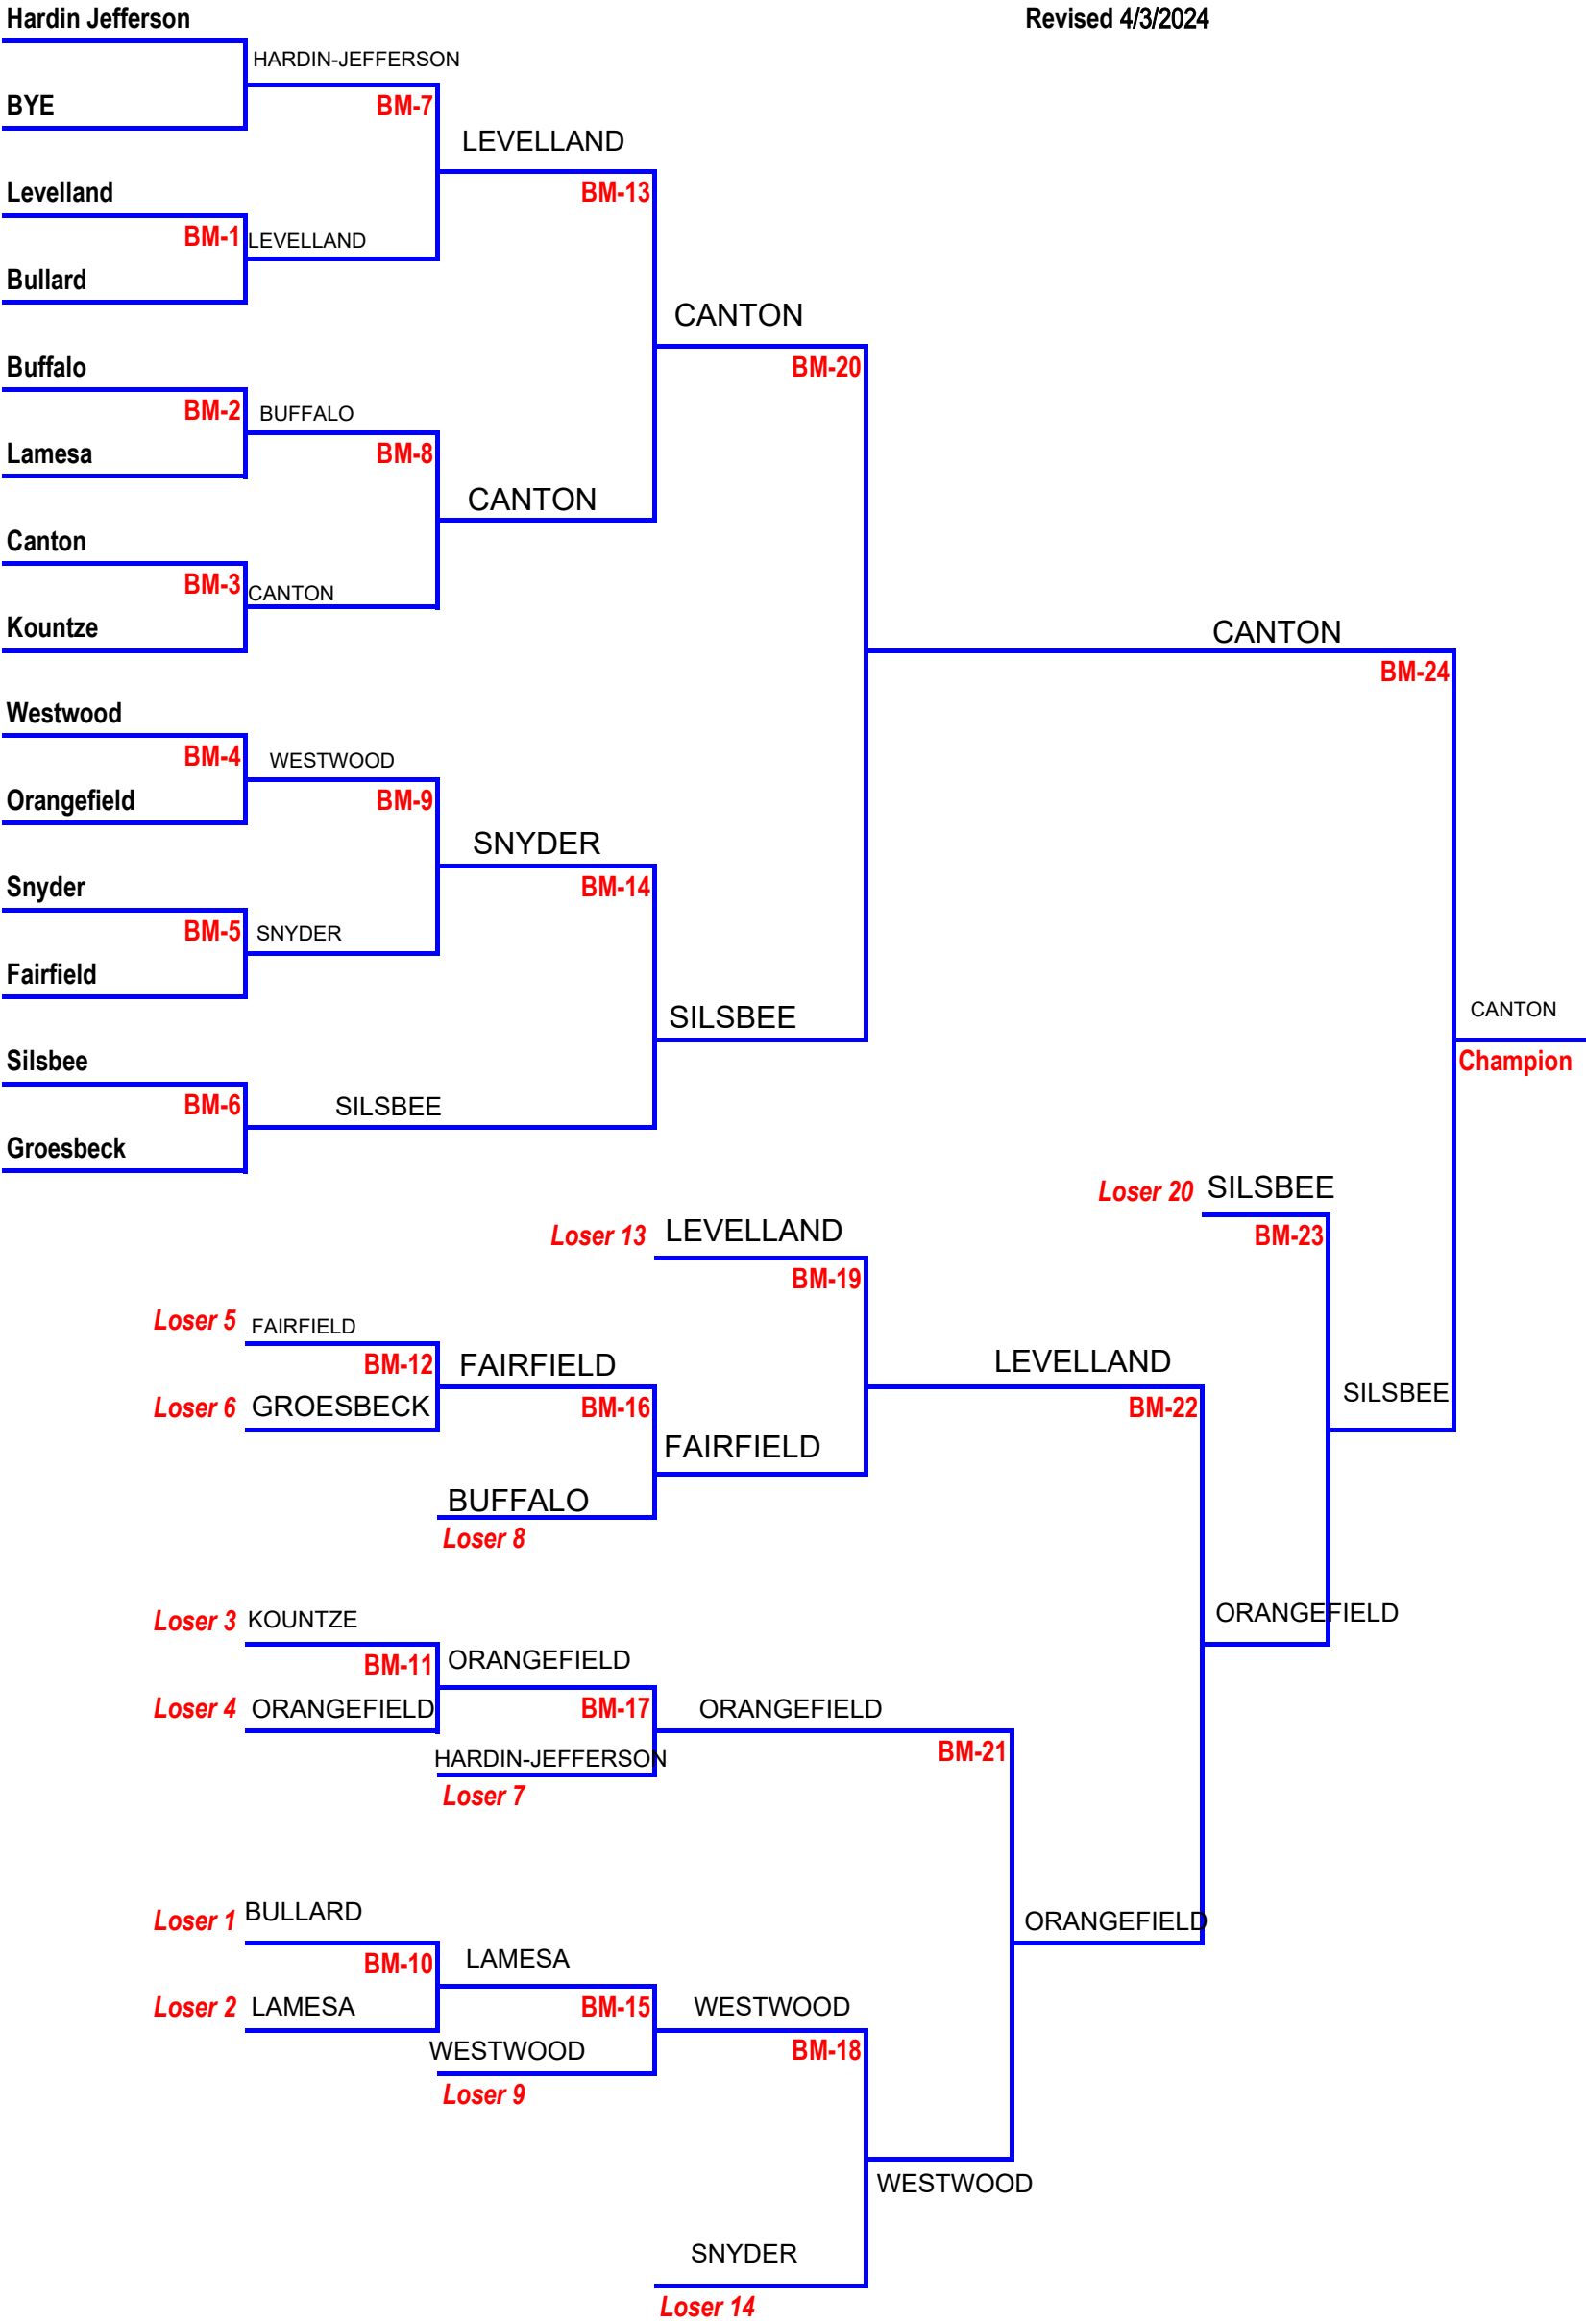 Hardin Jefferson
Revised 4/3/2024
HARDIN-JEFFERSON
BYE
BM-7
LEVELLAND
Levelland
BM-13
BM-1
LEVELLAND
Bullard
CANTON
Buffalo
BM-20
BM-2
BUFFALO
Lamesa
BM-8
CANTON
Canton
BM-3
CANTON
Kountze
CANTON
BM-24
Westwood
BM-4
WESTWOOD
Orangefield
BM-9
SNYDER
Snyder
BM-14
BM-5
SNYDER
Fairfield
CANTON
SILSBEE
Silsbee
Champion
BM-6
SILSBEE
Groesbeck
Loser 20
SILSBEE
Loser 13
LEVELLAND
BM-23
BM-19
Loser 5
FAIRFIELD
BM-12
FAIRFIELD
LEVELLAND
SILSBEE
Loser 6
GROESBECK
BM-16
BM-22
FAIRFIELD
BUFFALO
Loser 8
Loser 3
KOUNTZE
ORANGEFIELD
BM-11
ORANGEFIELD
Loser 4
ORANGEFIELD
BM-17
ORANGEFIELD
HARDIN-JEFFERSON
BM-21
Loser 7
Loser 1
BULLARD
ORANGEFIELD
BM-10
LAMESA
Loser 2
LAMESA
BM-15
WESTWOOD
WESTWOOD
BM-18
Loser 9
WESTWOOD
SNYDER
Loser 14